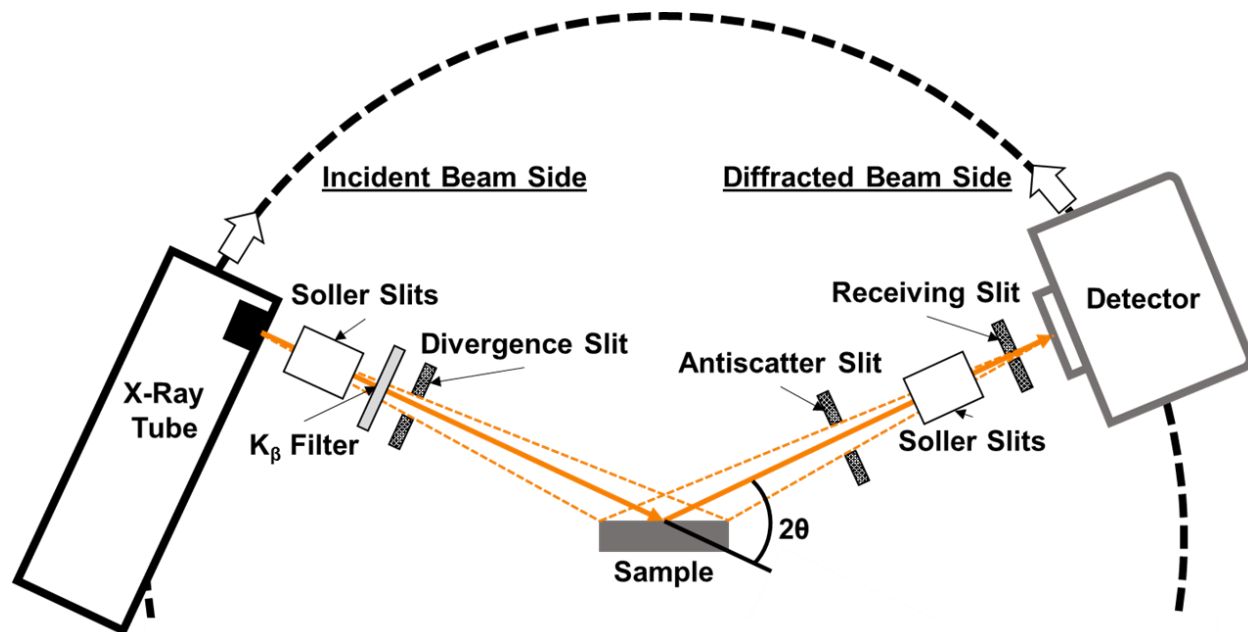 Incident Beam Side
Diffracted Beam Side
Soller Slits
Receiving Slit
Detector
Divergence Slit
Antiscatter Slit
X-Ray
Tube
Kβ Filter
Soller Slits
2θ
Sample